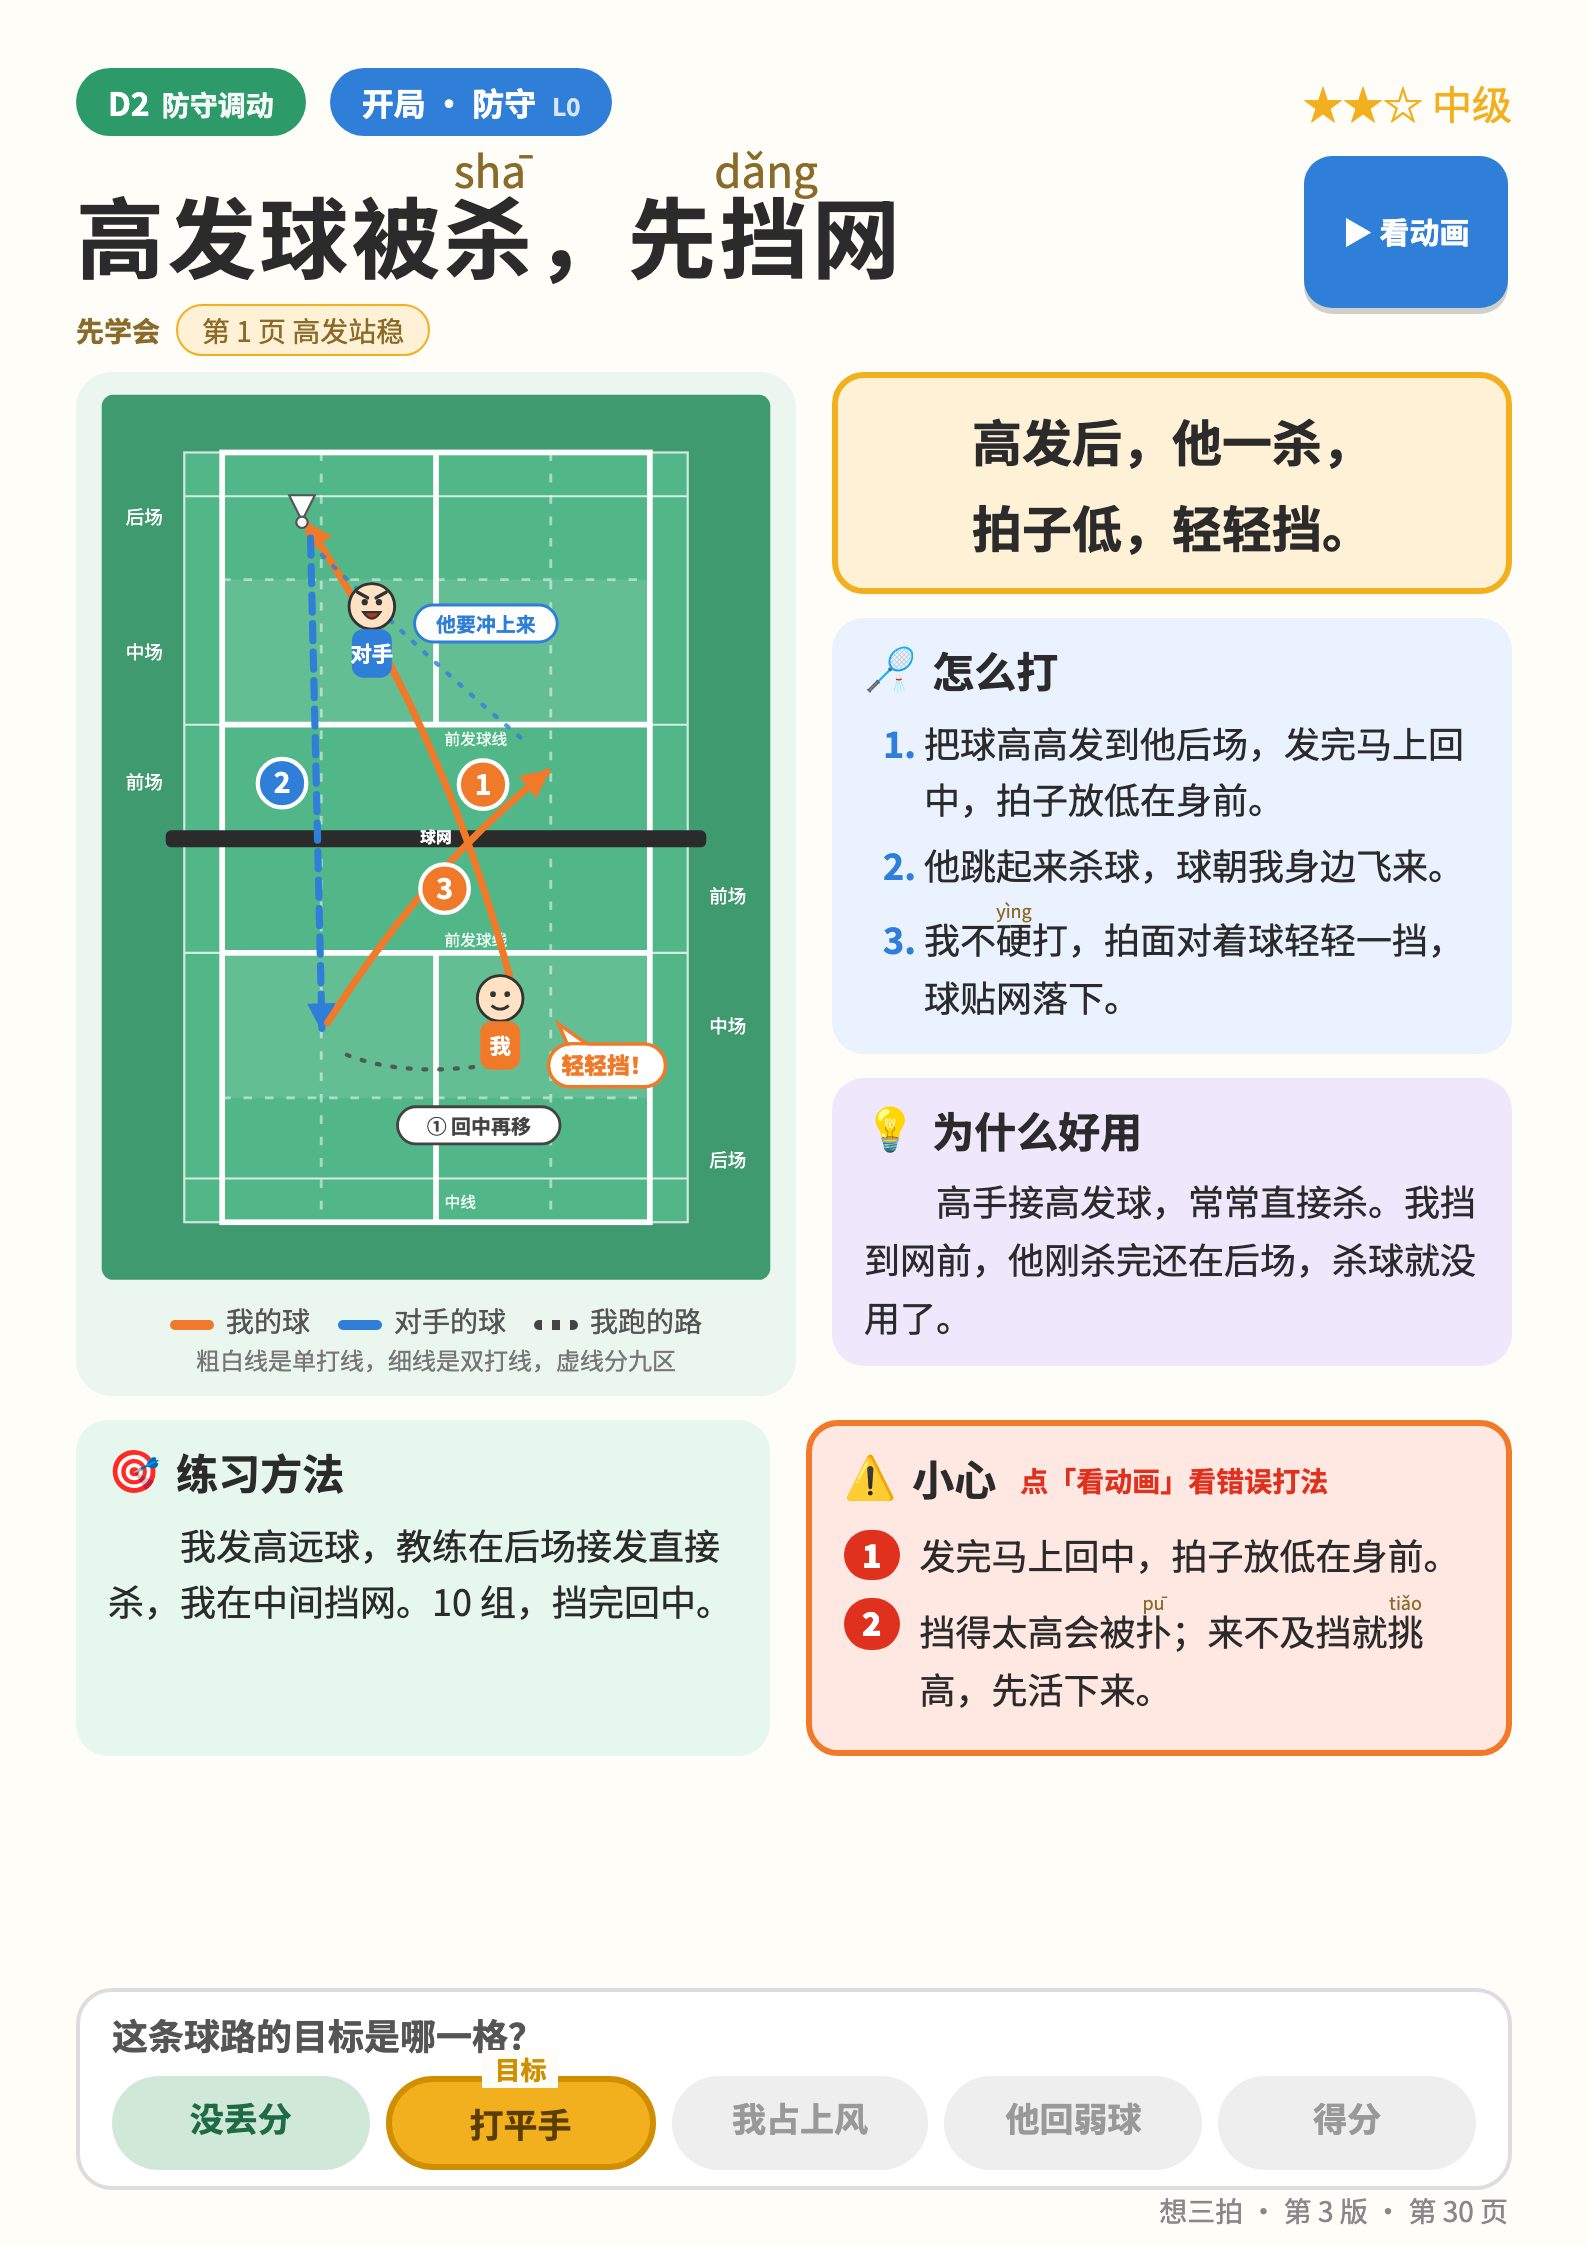 D2 防守调动
开局 · 防守 L0
★★☆ 中级
shā dǎng
高发球被杀，先挡网
▶ 看动画
先学会 第 1 页 高发站稳
后场
中场
前场
他要冲上来
对手
前发球线
2
1
球网
3
前场
前发球线
中场
我
轻轻挡！
① 回中再移
后场
中线
我的球 对手的球 我跑的路
粗白线是单打线，细线是双打线，虚线分九区
高发后，他一杀，
拍子低，轻轻挡。
怎么打
1. 把球高高发到他后场，发完马上回
中，拍子放低在身前。
2. 他跳起来杀球，球朝我身边飞来。
yìng
3. 我不硬打，拍面对着球轻轻一挡，
球贴网落下。
为什么好用
高手接高发球，常常直接杀。我挡
到网前，他刚杀完还在后场，杀球就没
用了。
练习方法
我发高远球，教练在后场接发直接
杀，我在中间挡网。10 组，挡完回中。
小心 点「看动画」看错误打法
1 发完马上回中，拍子放低在身前。
pū tiǎo
2 挡得太高会被扑；来不及挡就挑
高，先活下来。
这条球路的目标是哪一格？
目标
没丢分 打平手 我占上风 他回弱球 得分
想三拍 · 第 3 版 · 第 30 页